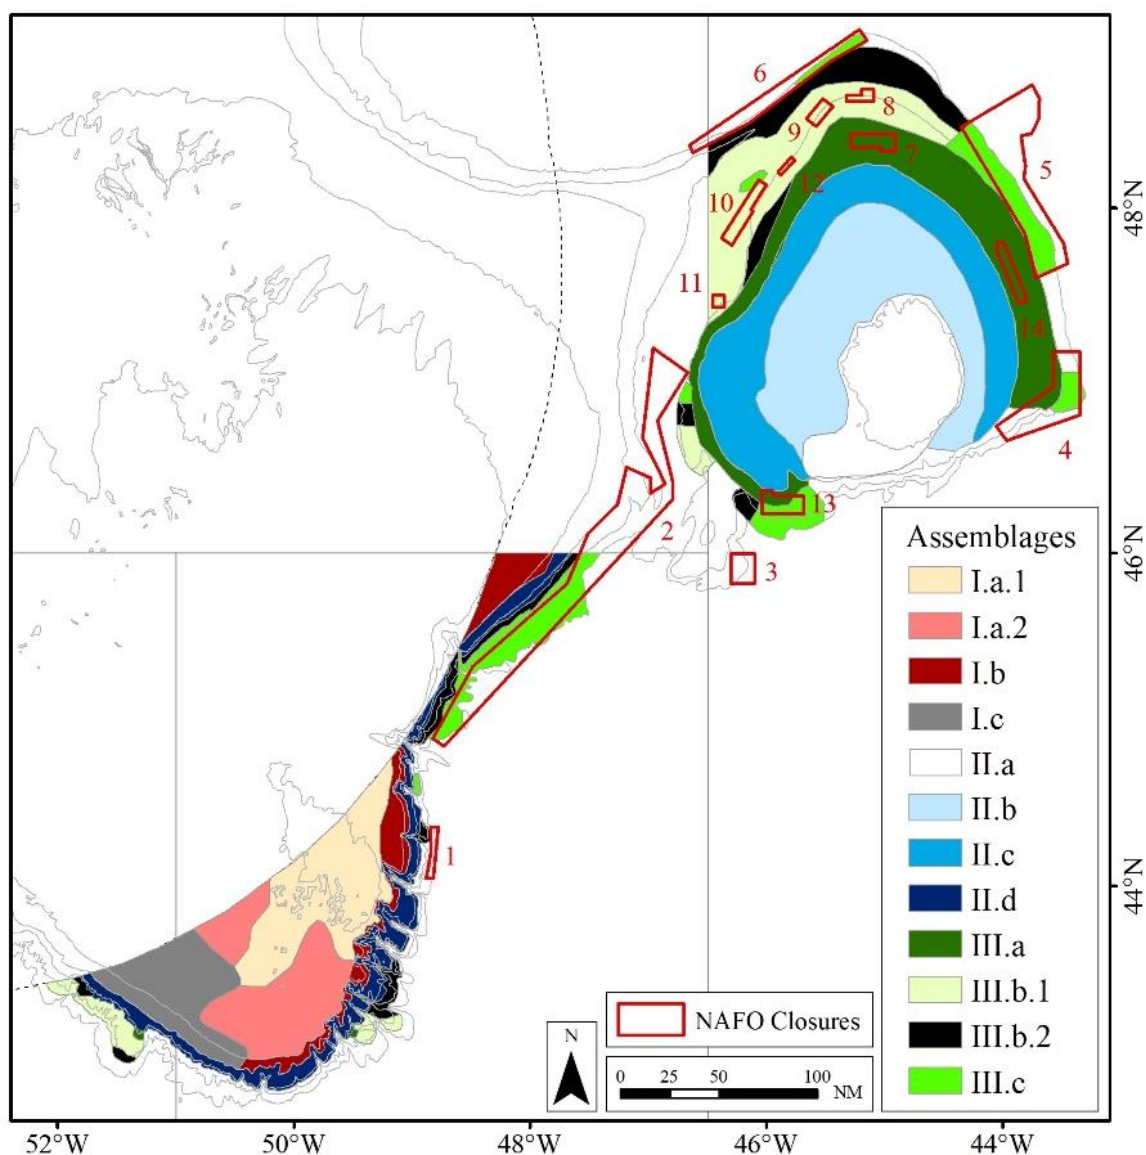 6
8
9
5
7
12
10
48°N
11
14
4
13
2
3
46°N
1
44°N
Assemblages
I.a.1
I.a.2
I.b
I.c
II.a
II.b
II.c
II.d
III.a
III.b.1
III.b.2
III.c
N
NAFO Closures
0 25 50 100
NM
52°W 50°W 48°W 46°W 44°W